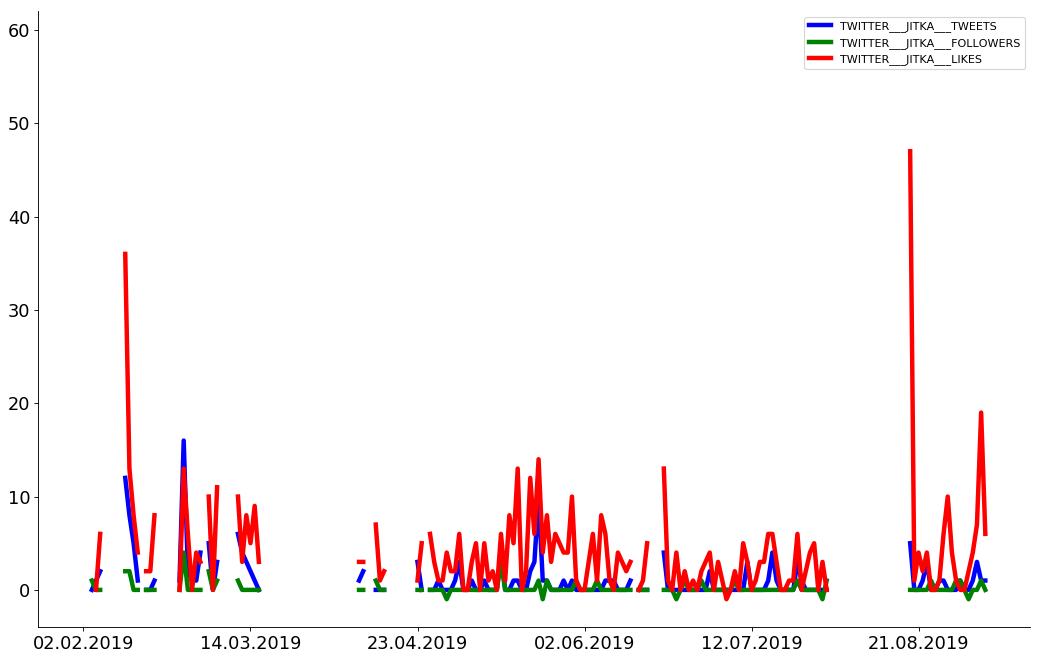 60
50
40
30
20
10
0
02.02.2019 14.03.2019 23.04.2019 02.06.2019 12.07.2019 21.08.2019
TWITTER___JITKA___TWEETS
TWITTER___JITKA___FOLLOWERS
TWITTER___JITKA___LIKES